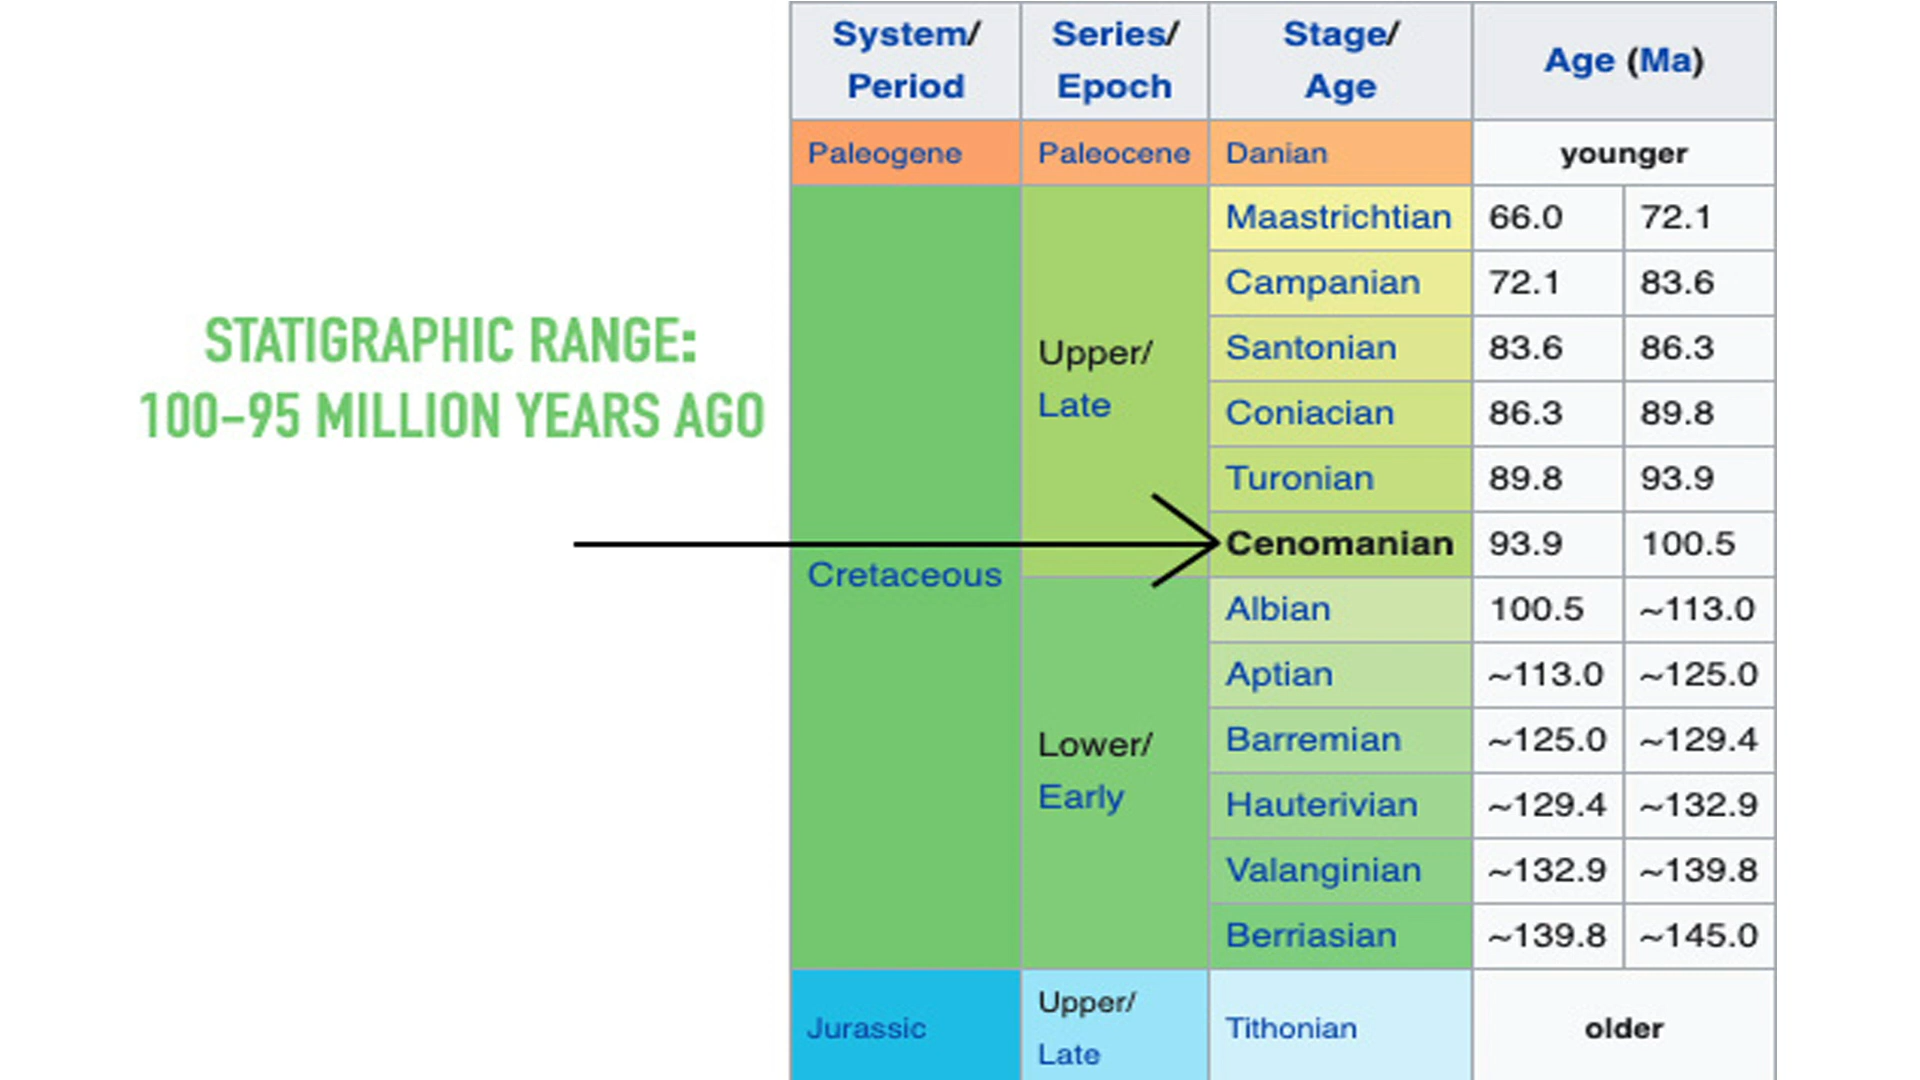 STATIGRAPHIC RANGE:
100-95 MILLION YEARS AGO
System/
Period
Series/
Epoch
Stage/
Age
Age (Ma)
Paleogene Paleocene Danian younger
Cretaceous
Upper/
Late
Maastrichtian 66.0 72.1
Campanian 72.1 83.6
Santonian 83.6 86.3
Coniacian 86.3 89.8
Turonian 89.8 93.9
Cenomanian 93.9 100.5
Lower/
Early
Albian 100.5 ~113.0
Aptian ~113.0 ~125.0
Barremian ~125.0 ~129.4
Hauterivian ~129.4 ~132.9
Valanginian ~132.9 ~139.8
Berriasian ~139.8 ~145.0
Jurassic
Upper/
Late
Tithonian older